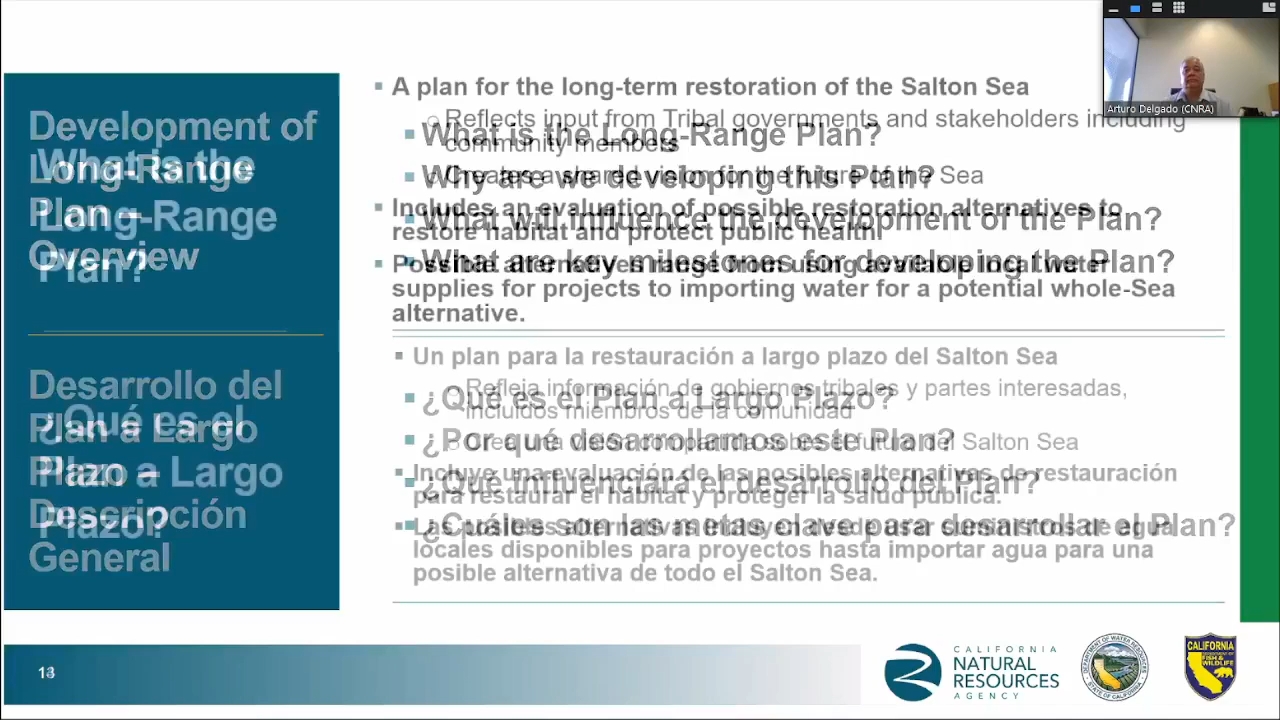 Arturo Delgado (CNRA)
Development of
Long-Range
Plan –
Overview
What is the
Long-Range
Plan?
Desarrollo del
Plan a Largo
Plazo –
Descripción
General
¿Qué es el
Plan a Largo
Plazo?
A plan for the long-term restoration of the Salton Sea
Reflects input from Tribal governments and stakeholders including
community members
Creates a shared vision for the future of the Sea
Includes an evaluation of possible restoration alternatives to
restore habitat and protect public health.
Possible alternatives range from using available local water
supplies for projects to importing water for a potential whole-Sea
alternative.
What is the Long-Range Plan?
Why are we developing this Plan?
What will influence the development of the Plan?
What are key milestones for developing the Plan?
Un plan para la restauración a largo plazo del Salton Sea
Refleja información de gobiernos tribales y partes interesadas,
incluidos miembros de la comunidad
Crea una visión compartida sobre el futuro del Salton Sea
Incluye una evaluación de las posibles alternativas de restauración
para restaurar el hábitat y proteger la salud pública.
Las posibles alternativas incluyen desde usar suministros de agua
locales disponibles para proyectos hasta importar agua para una
posible alternativa de todo el Salton Sea.
¿Qué es el Plan a Largo Plazo?
¿Por qué desarrollamos este Plan?
¿Qué influenciará el desarrollo del Plan?
¿Cuáles son las metas clave para desarrollar el Plan?
CALIFORNIA
NATURAL
RESOURCES
AGENCY
CALIFORNIA
FISH &
WILDLIFE